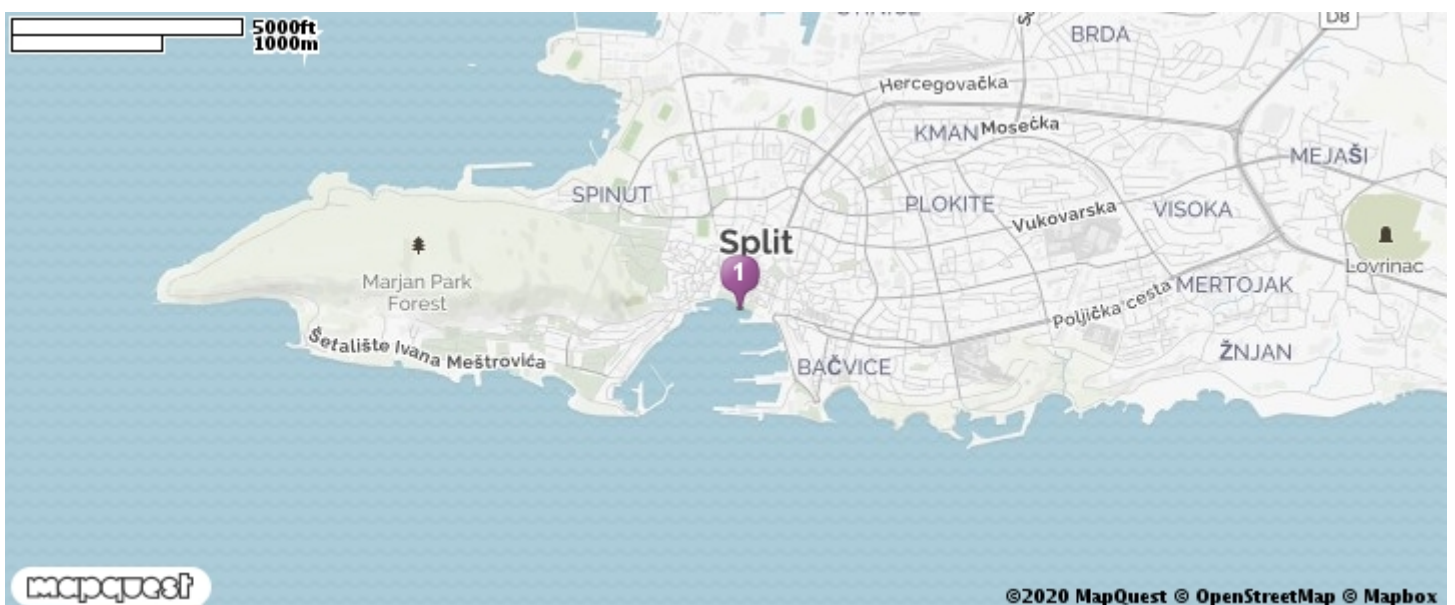 5000ft
1000m
D8
BRDA
Hercegovačka
KMAN
Mosećka
MEJAŠI
SPINUT
PLOKITE
VISOKA
Vukovarska
Split
1
Lovrinac
Marjan Park
Forest
MERTOJAK
Poljička cesta
Šetalište Ivana Meštrovića
ŽNJAN
BAČVICE
mapquest
©2020 MapQuest © OpenStreetMap © Mapbox